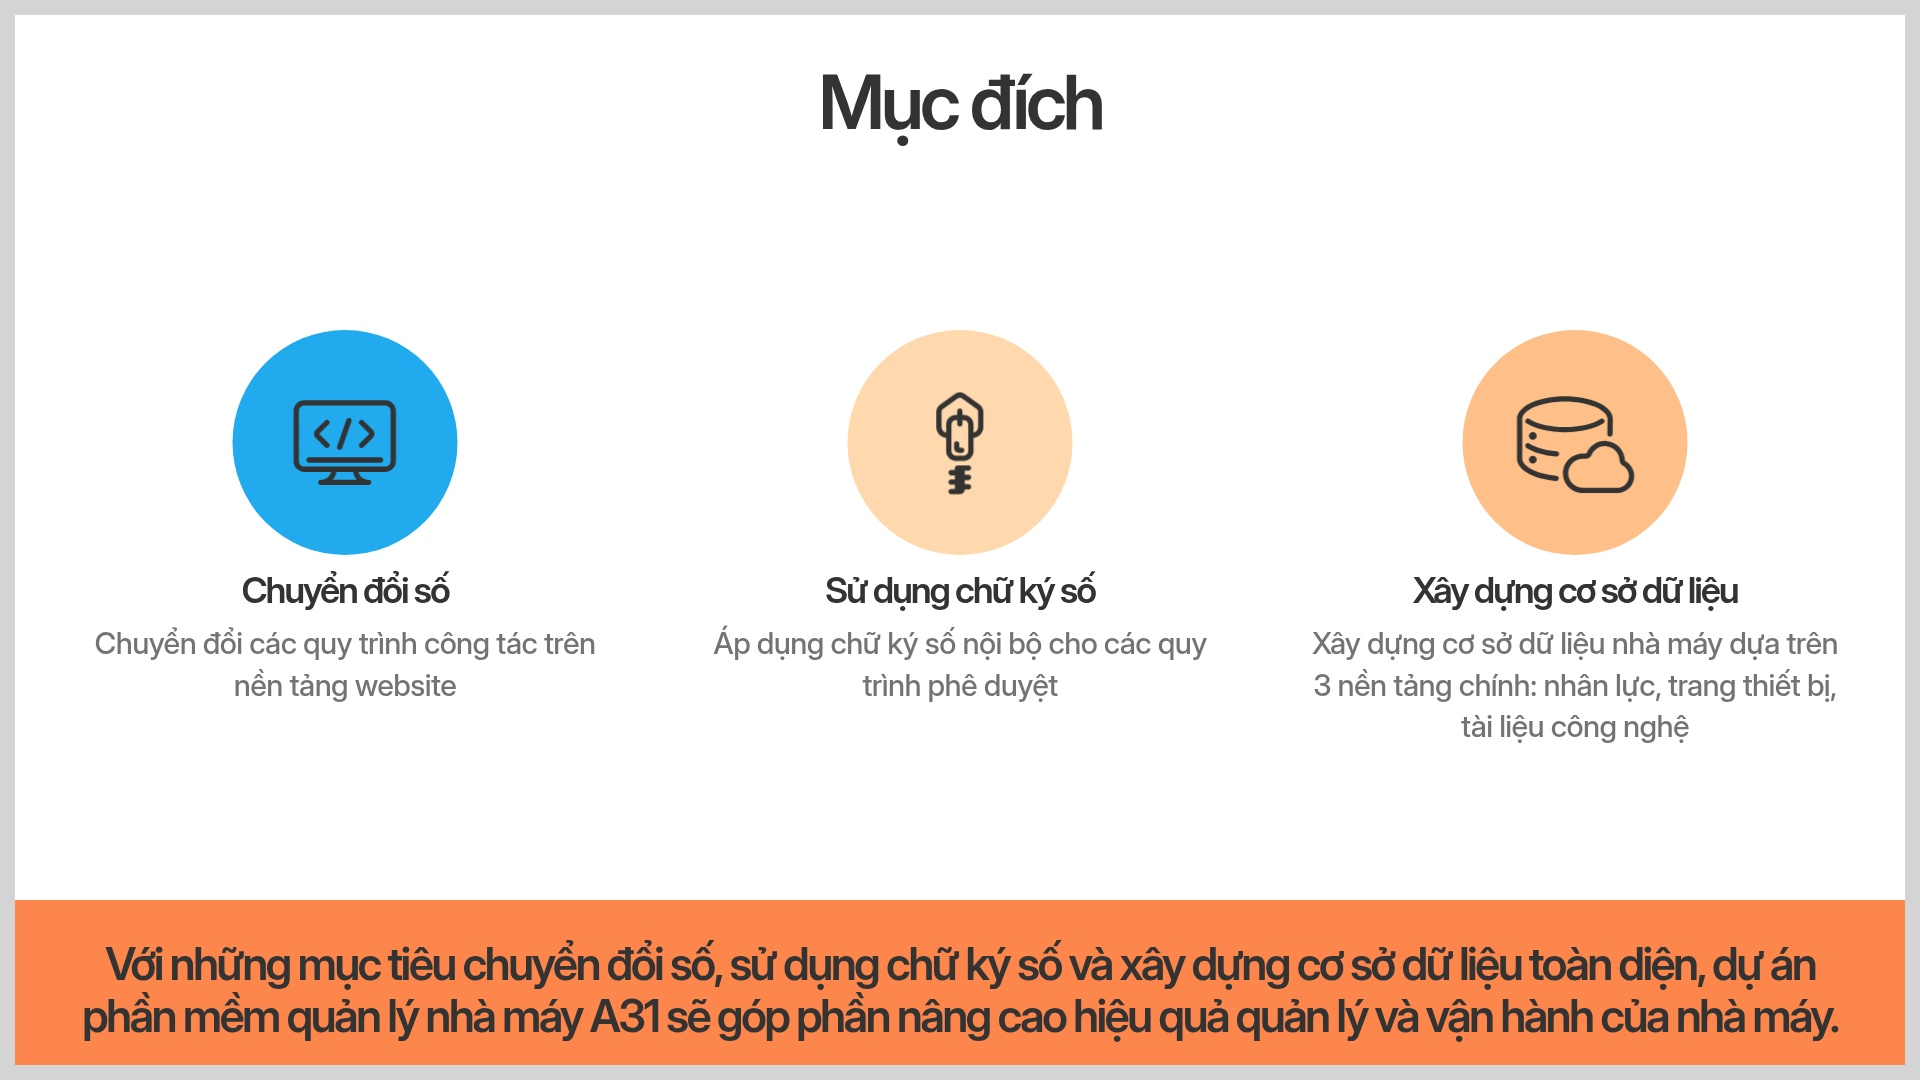 Mục đích
Chuyển đổi số
Chuyển đổi các quy trình công tác trên
nền tảng website
Sử dụng chữ ký số
Áp dụng chữ ký số nội bộ cho các quy
trình phê duyệt
Xây dựng cơ sở dữ liệu
Xây dựng cơ sở dữ liệu nhà máy dựa trên
3 nền tảng chính: nhân lực, trang thiết bị,
tài liệu công nghệ
Với những mục tiêu chuyển đổi số, sử dụng chữ ký số và xây dựng cơ sở dữ liệu toàn diện, dự án
phần mềm quản lý nhà máy A31 sẽ góp phần nâng cao hiệu quả quản lý và vận hành của nhà máy.